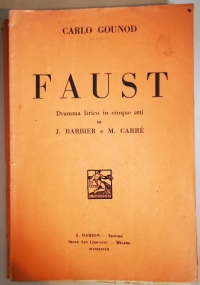 CARLO GOUNOD
FAUST
Dramma lirico in cinque atti
DI
J. BARBIER e M. CARRÉ
A. BARION - Editore
Sesto San Giovanni - Milano